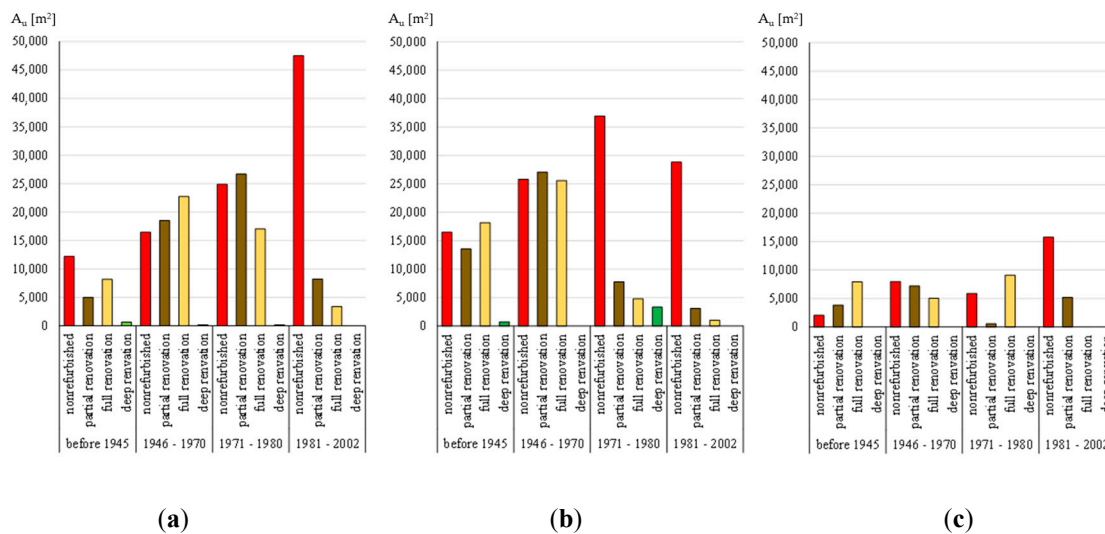 Au [m2]
50,000
45,000
40,000
35,000
30,000
25,000
20,000
15,000
10,000
5,000
0
nonrefurbished
partial renovation
full renovation
deep renvation
nonrefurbished
partial renovation
full renovation
deep renvation
nonrefurbished
partial renovation
full renovation
deep renvation
nonrefurbished
partial renovation
full renovation
deep renvation
before 1945
1946 - 1970
1971 - 1980
1981 - 2002
(a)
Au [m2]
50,000
45,000
40,000
35,000
30,000
25,000
20,000
15,000
10,000
5,000
0
nonrefurbished
partial renovation
full renovation
deep renvation
nonrefurbished
partial renovation
full renovation
deep renvation
nonrefurbished
partial renovation
full renovation
deep renvation
nonrefurbished
partial renovation
full renovation
deep renvation
before 1945
1946 - 1970
1971 - 1980
1981 - 2002
(b)
Au [m2]
50,000
45,000
40,000
35,000
30,000
25,000
20,000
15,000
10,000
5,000
0
nonrefurbished
partial renovation
full renovation
deep renvation
nonrefurbished
partial renovation
full renovation
deep renvation
nonrefurbished
partial renovation
full renovation
deep renvation
nonrefurbished
partial renovation
full renovation
before 1945
1946 - 1970
1971 - 1980
1981 - 2002
(c)